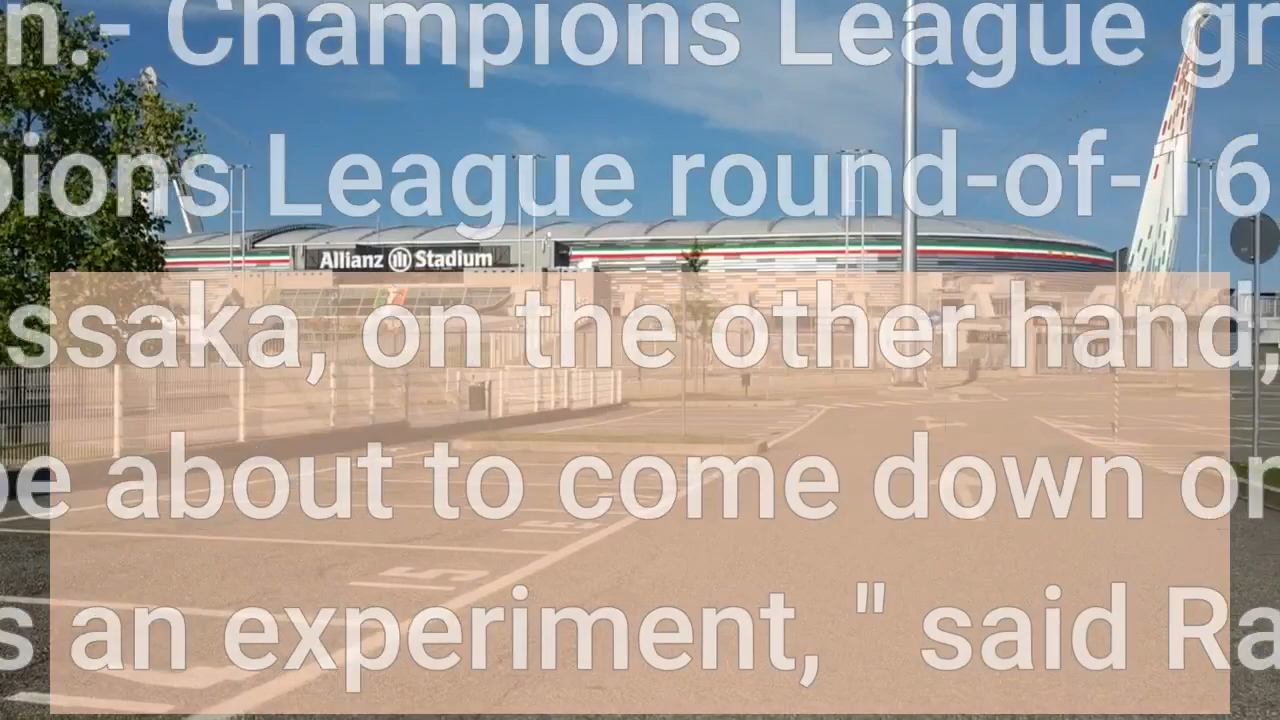 n.- Champions League gr
pions League round-of-16
Allianz Stadium
ssaka, on the other hand,
be about to come down on
s an experiment, " said Ra